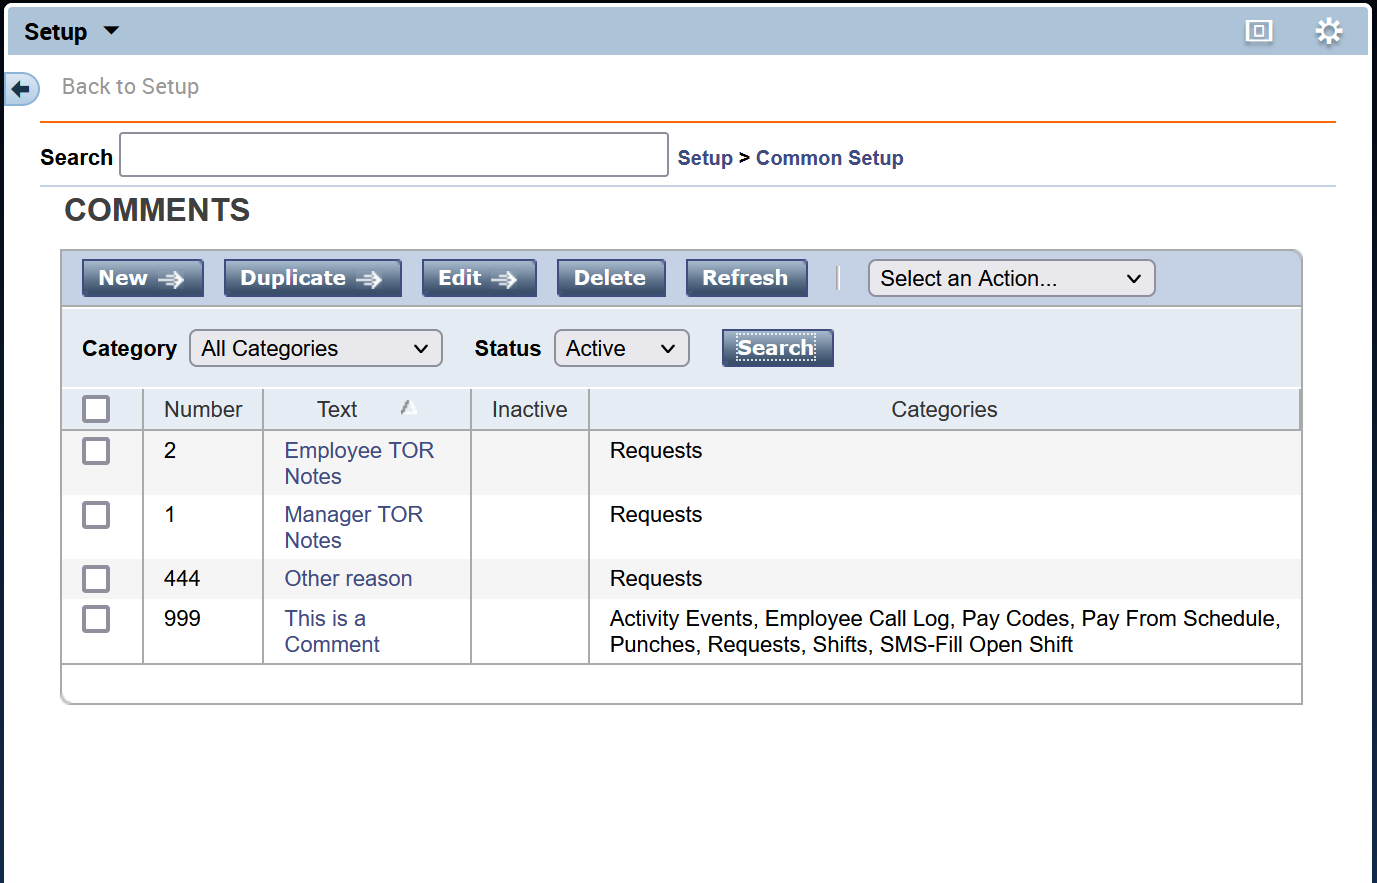 Setup
Back to Setup
Search Setup > Common Setup
COMMENTS
New Duplicate Edit Delete Refresh Select an Action...
Category All Categories Status Active Search
Number Text Inactive Categories
2 Employee TOR Requests
Notes
1 Manager TOR Requests
Notes
444 Other reason Requests
999 This is a Activity Events, Employee Call Log, Pay Codes, Pay From Schedule,
Comment Punches, Requests, Shifts, SMS-Fill Open Shift